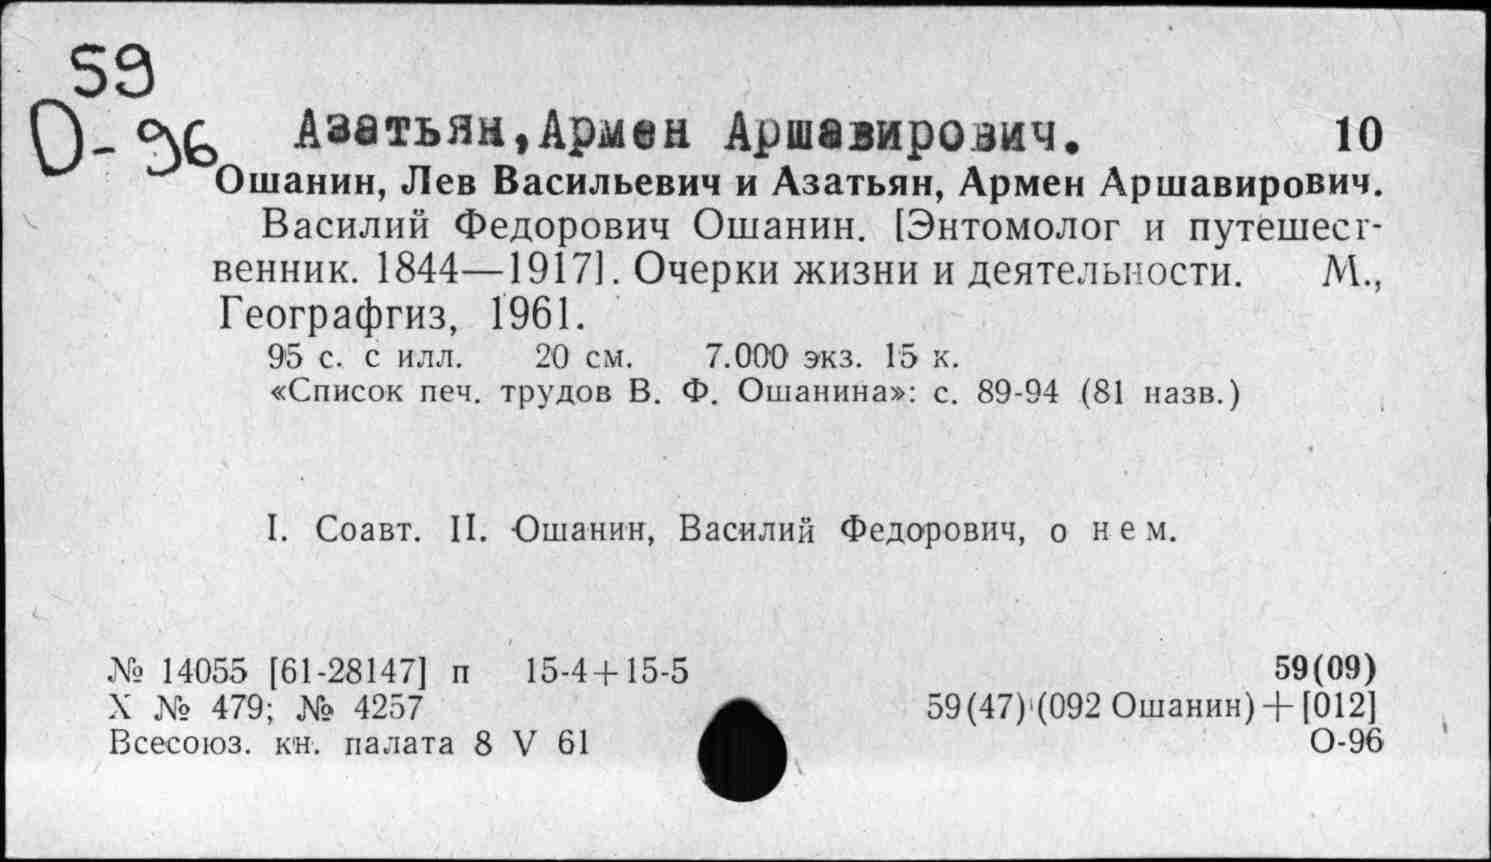 59
О-96
Азатьян, Армен Аршавирович. 10
Ошанин, Лев Васильевич и Азатьян, Армен Аршавирович.
Василий Федорович Ошанин. [Энтомолог и путешест-
венник. 1844—1917]. Очерки жизни и деятельности. М.,
Географгиз, 1961.
95 с. с илл. 20 см. 7.000 экз. 15 к.
«Список печ. трудов В. Ф. Ошанина»: с. 89-94 (81 назв.)
I. Соавт. II. Ошанин, Василий Федорович, о нем.
№ 14055 [61-28147] п 15-4+15-5 59(09)
X № 479; № 4257 59(47)(092 Ошанин)+[012]
Всесоюз. кн. палата 8 V 61 О-96